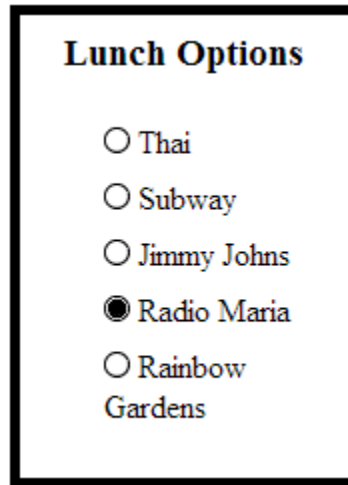 Lunch Options
Thai
Subway
Jimmy Johns
Radio Maria
Rainbow
Gardens